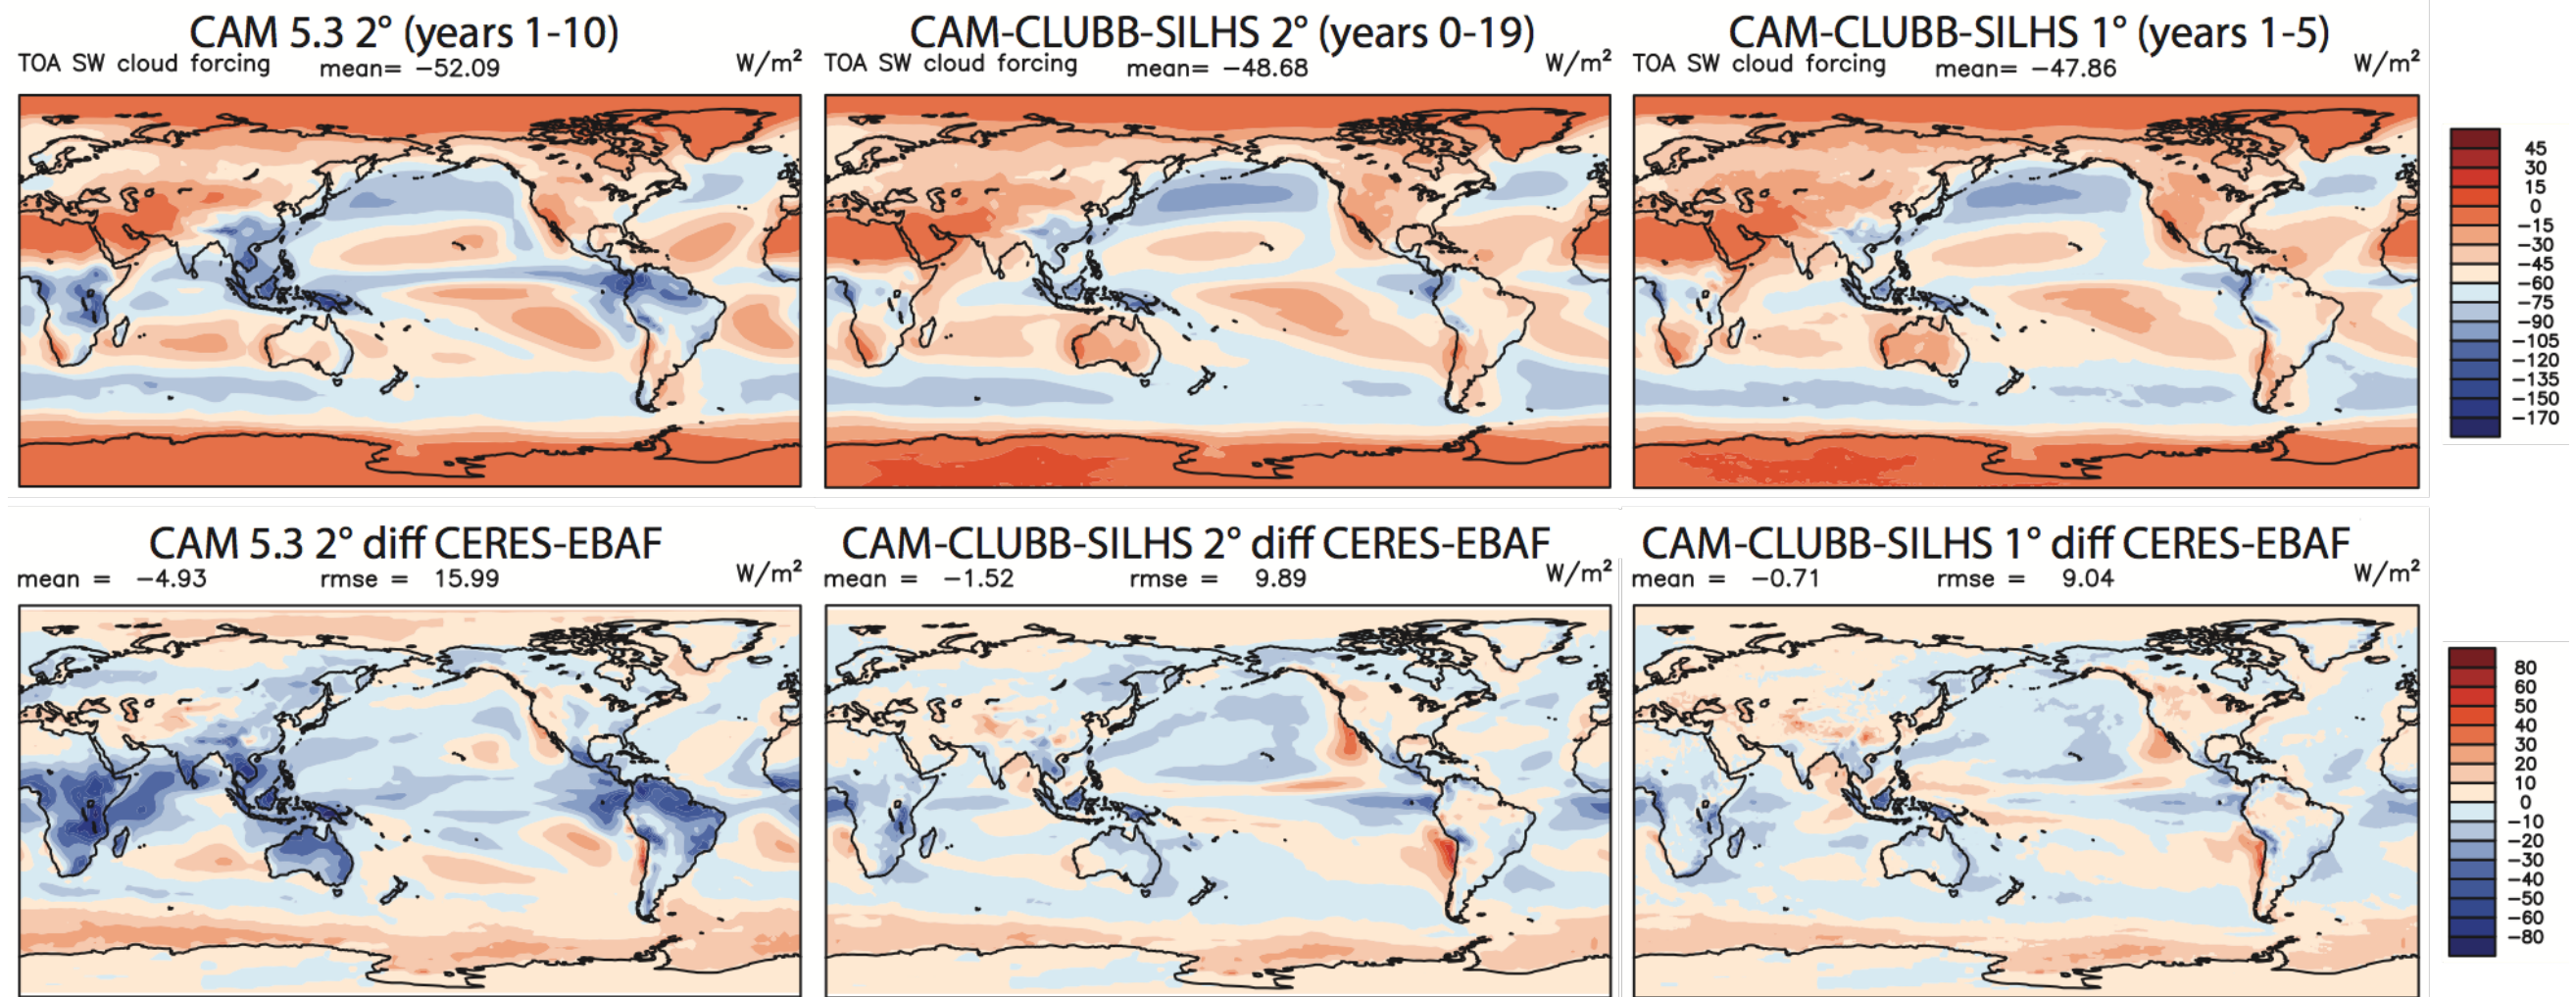 CAM 5.3 2° (years 1-10)
TOA SW cloud forcing mean= −52.09 W/m²
CAM-CLUBB-SILHS 2° (years 0-19)
TOA SW cloud forcing mean= −48.68 W/m²
CAM-CLUBB-SILHS 1° (years 1-5)
TOA SW cloud forcing mean= −47.86 W/m²
45
30
15
0
−15
−30
−45
−60
−75
−90
−105
−120
−135
−150
−170
CAM 5.3 2° diff CERES-EBAF
mean = −4.93 rmse = 15.99 W/m²
CAM-CLUBB-SILHS 2° diff CERES-EBAF
mean = −1.52 rmse = 9.89 W/m²
CAM-CLUBB-SILHS 1° diff CERES-EBAF
mean = −0.71 rmse = 9.04 W/m²
80
60
50
40
30
20
10
0
−10
−20
−30
−40
−50
−60
−80